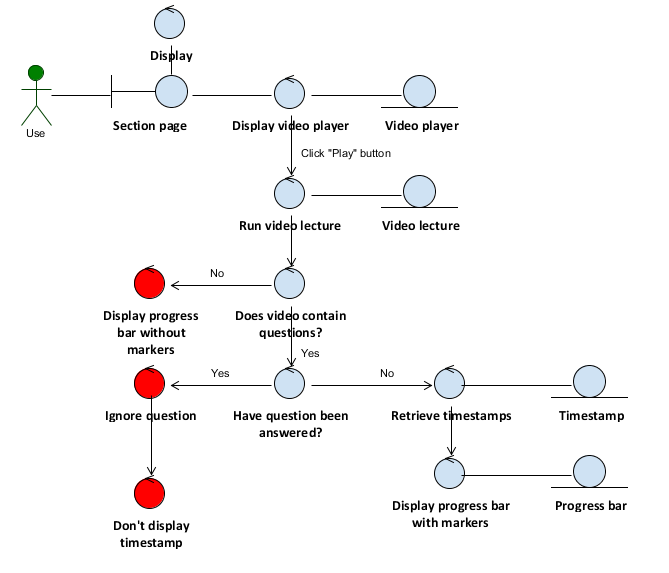 Display
Use
Section page
Display video player
Video player
Click "Play" button
Run video lecture
Video lecture
No
Display progress
bar without
markers
Does video contain
questions?
Yes
Yes
No
Ignore question
Have question been
answered?
Retrieve timestamps
Timestamp
Display progress bar
with markers
Progress bar
Don't display
timestamp